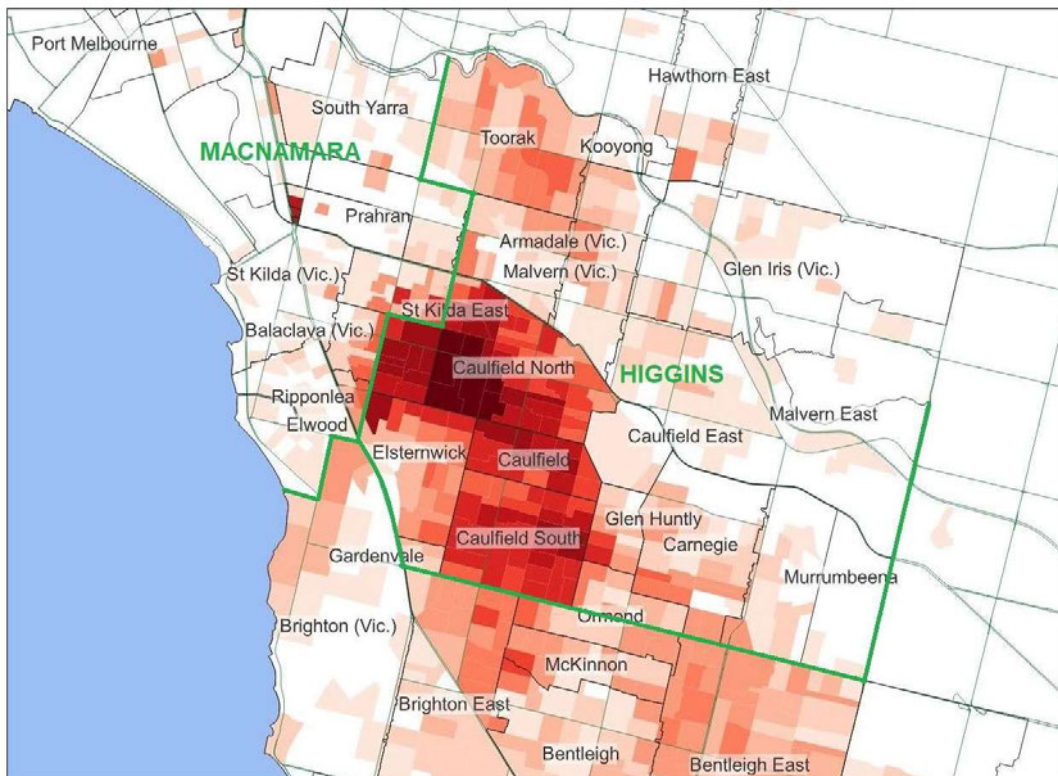 Port Melbourne
Hawthorn East
South Yarra
Toorak
MACNAMARA
Kooyong
Prahran
Armadale (Vic.)
Malvern (Vic.)
Glen Iris (Vic.)
St Kilda (Vic.)
St Kilda East
Balaclava (Vic.)
Caulfield North
HIGGINS
Ripponlea
Malvern East
Elwood
Caulfield East
Elsternwick
Caulfield
Glen Huntly
Caulfield South
Carnegie
Gardenvale
Murrumbeena
Ormond
Brighton (Vic.)
McKinnon
Brighton East
Bentleigh
Bentleigh East